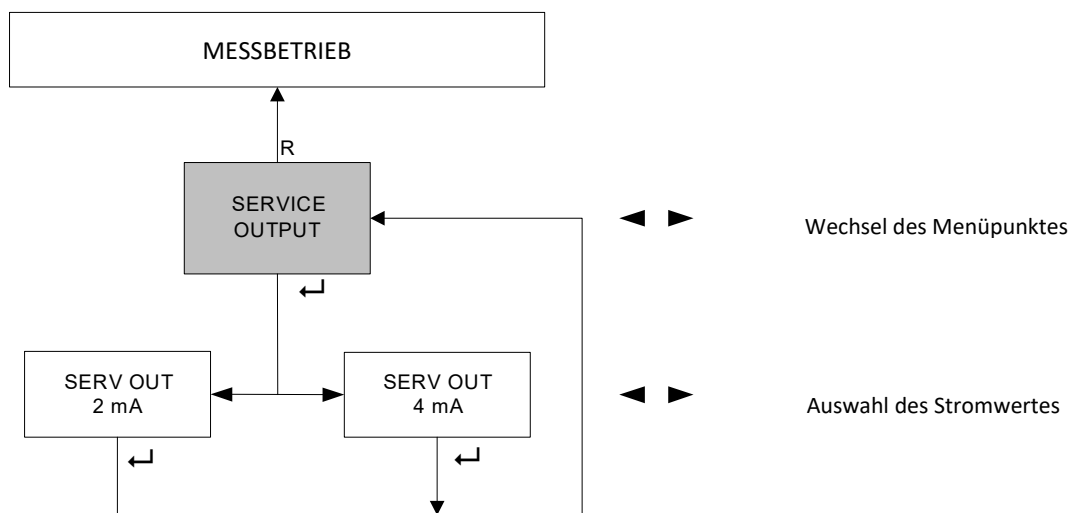 MESSBETRIEB
R
SERVICE
OUTPUT
Wechsel des Menüpunktes
SERV OUT
2 mA
SERV OUT
4 mA
Auswahl des Stromwertes